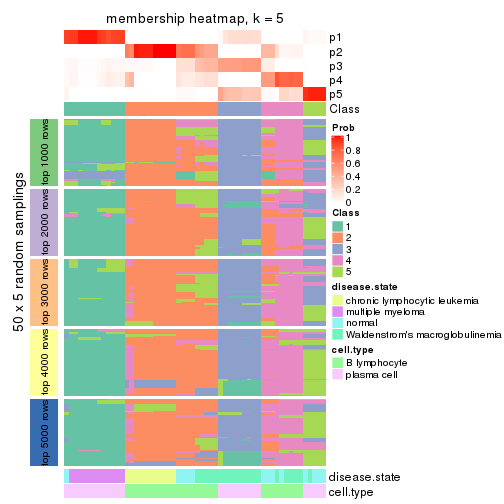 membership heatmap, k = 5
p1
p2
p3
p4
p5
Class
50 x 5 random samplings
top 1000 rows
top 2000 rows
top 3000 rows
top 4000 rows
top 5000 rows
Prob
1
0.8
0.6
0.4
0.2
0
Class
1
2
3
4
5
disease.state
chronic lymphocytic leukemia
multiple myeloma
normal
Waldenstrom's macroglobulinemia
cell.type
B lymphocyte
plasma cell
disease.state
cell.type